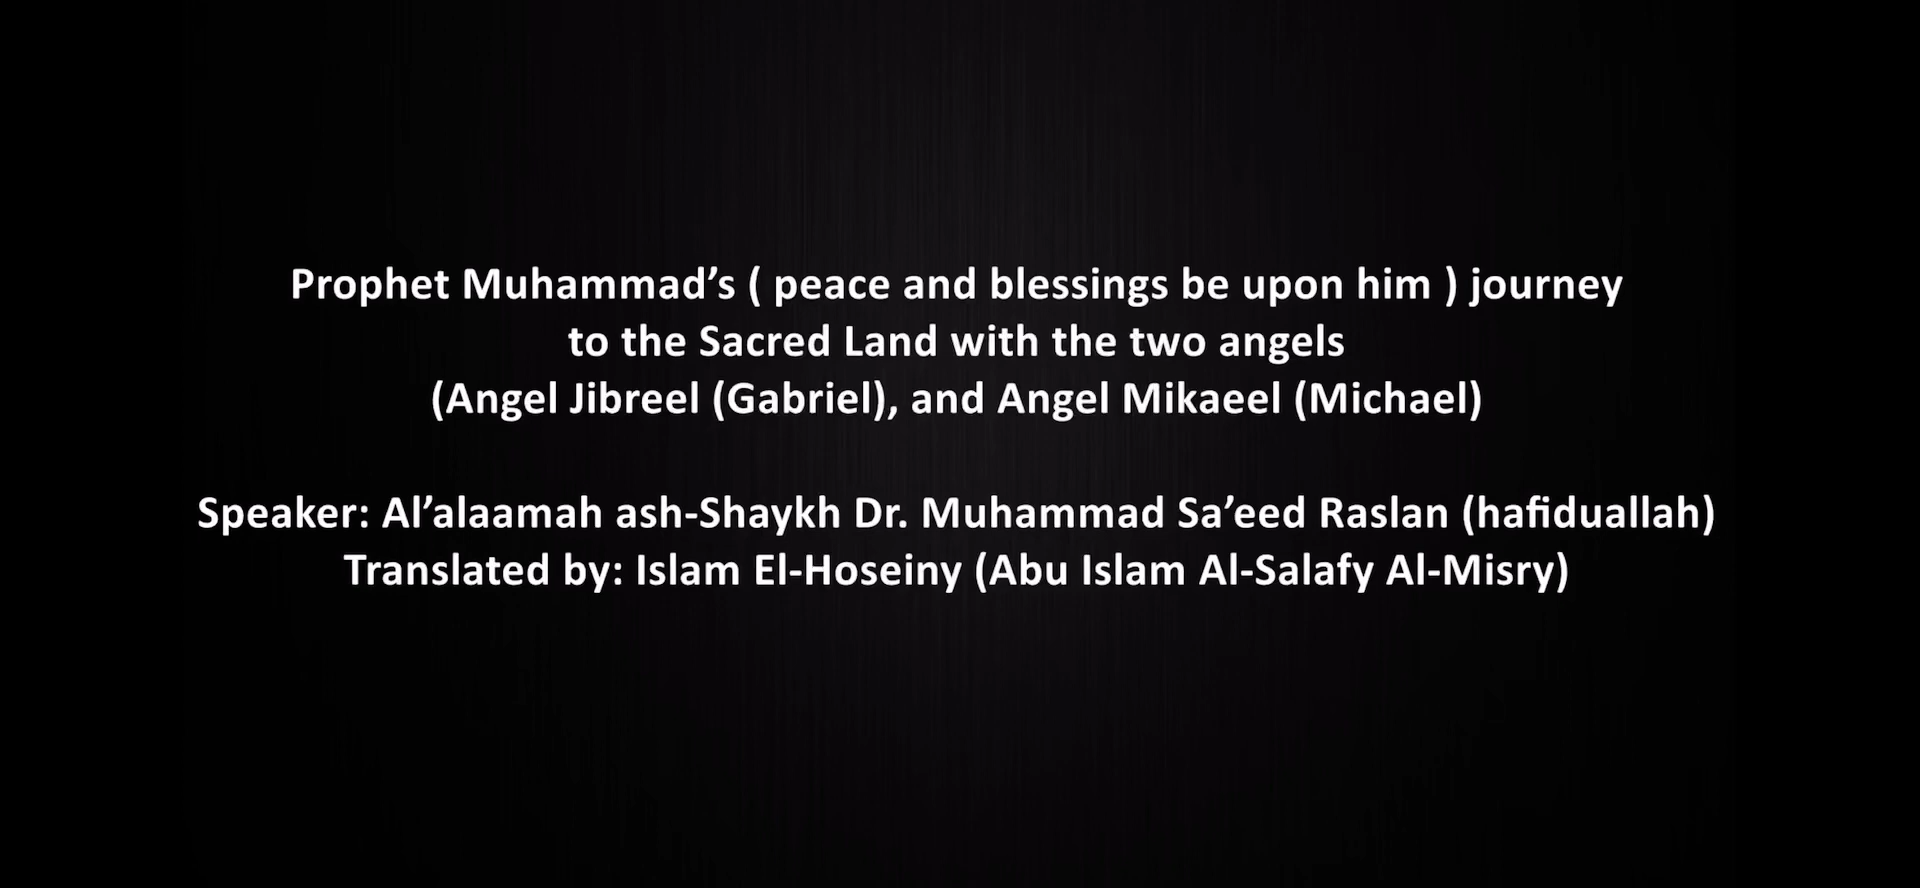 Prophet Muhammad’s ( peace and blessings be upon him ) journey
to the Sacred Land with the two angels
(Angel Jibreel (Gabriel), and Angel Mikaeel (Michael)
Speaker: Al’alaamah ash-Shaykh Dr. Muhammad Sa’eed Raslan (hafiduallah)
Translated by: Islam El-Hoseiny (Abu Islam Al-Salafy Al-Misry)